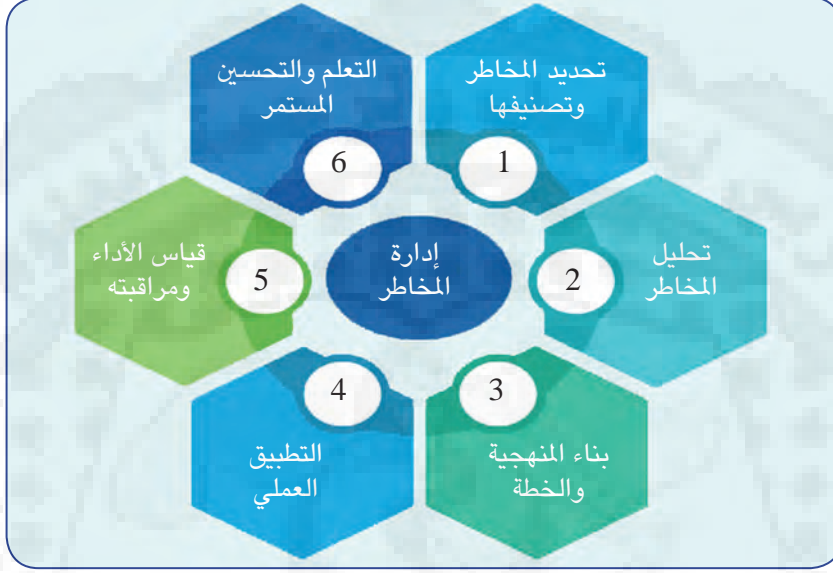 إدارة
المخاطر
1
تحديد المخاطر
وتصنيفها
2
تحليل
المخاطر
3
بناء المنهجية
والخطة
4
التطبيق
العملي
5
قياس الأداء
ومراقبته
6
التعلم والتحسين
المستمر